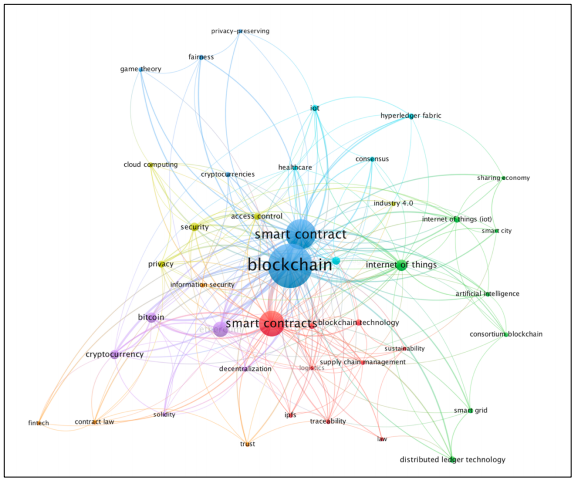 privacy-preserving
fairness
game theory
iot
hyperledger fabric
consensus
cloud computing
healthcare
cryptocurrencies
sharing economy
industry 4.0
access control
internet of things (iot)
security
smart city
smart contract
blockchain
internet of things
privacy
information security
artificial intelligence
bitcoin
smart contracts
blockchain technology
consortium blockchain
cryptocurrency
sustainability
supply chain management
decentralization
logistics
smart grid
solidity
ipfs
fintech
contract law
traceability
trust
law
distributed ledger technology